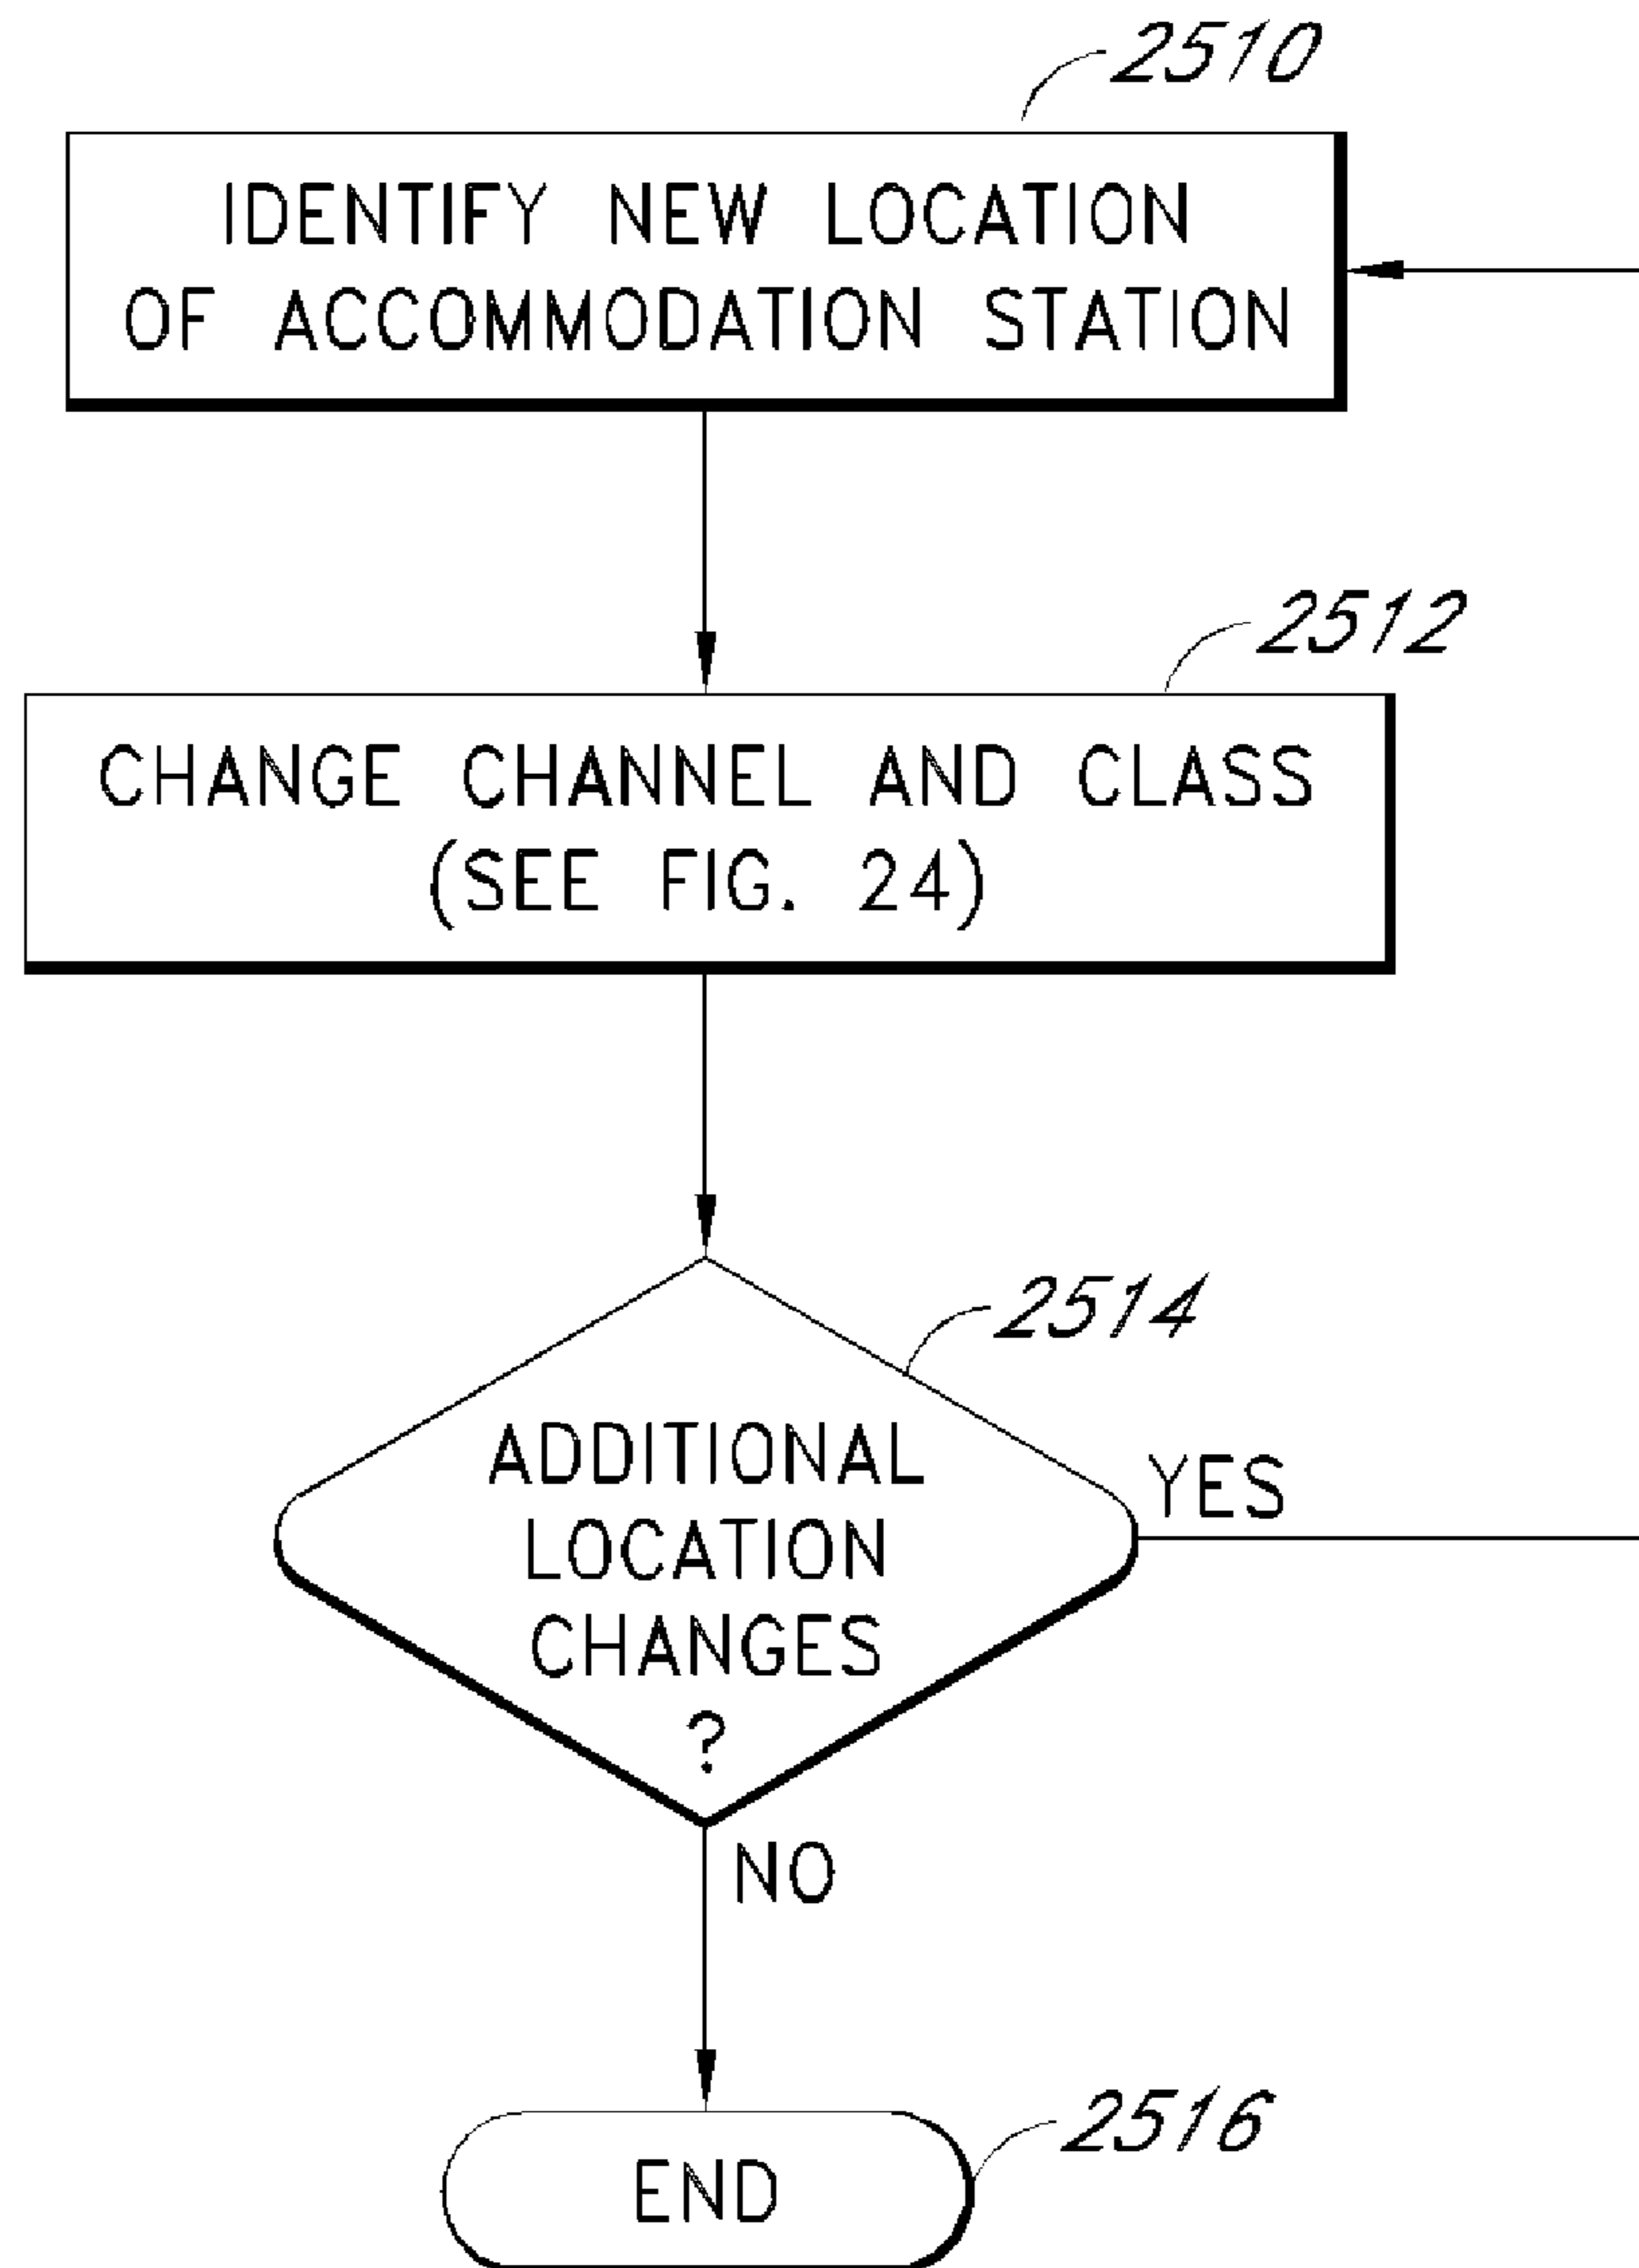 2510
IDENTIFY NEW LOCATION
OF ACCOMMODATION STATION
2512
CHANGE CHANNEL AND CLASS
(SEE FIG. 24)
2514
ADDITIONAL
LOCATION
CHANGES
?
YES
NO
2516
END